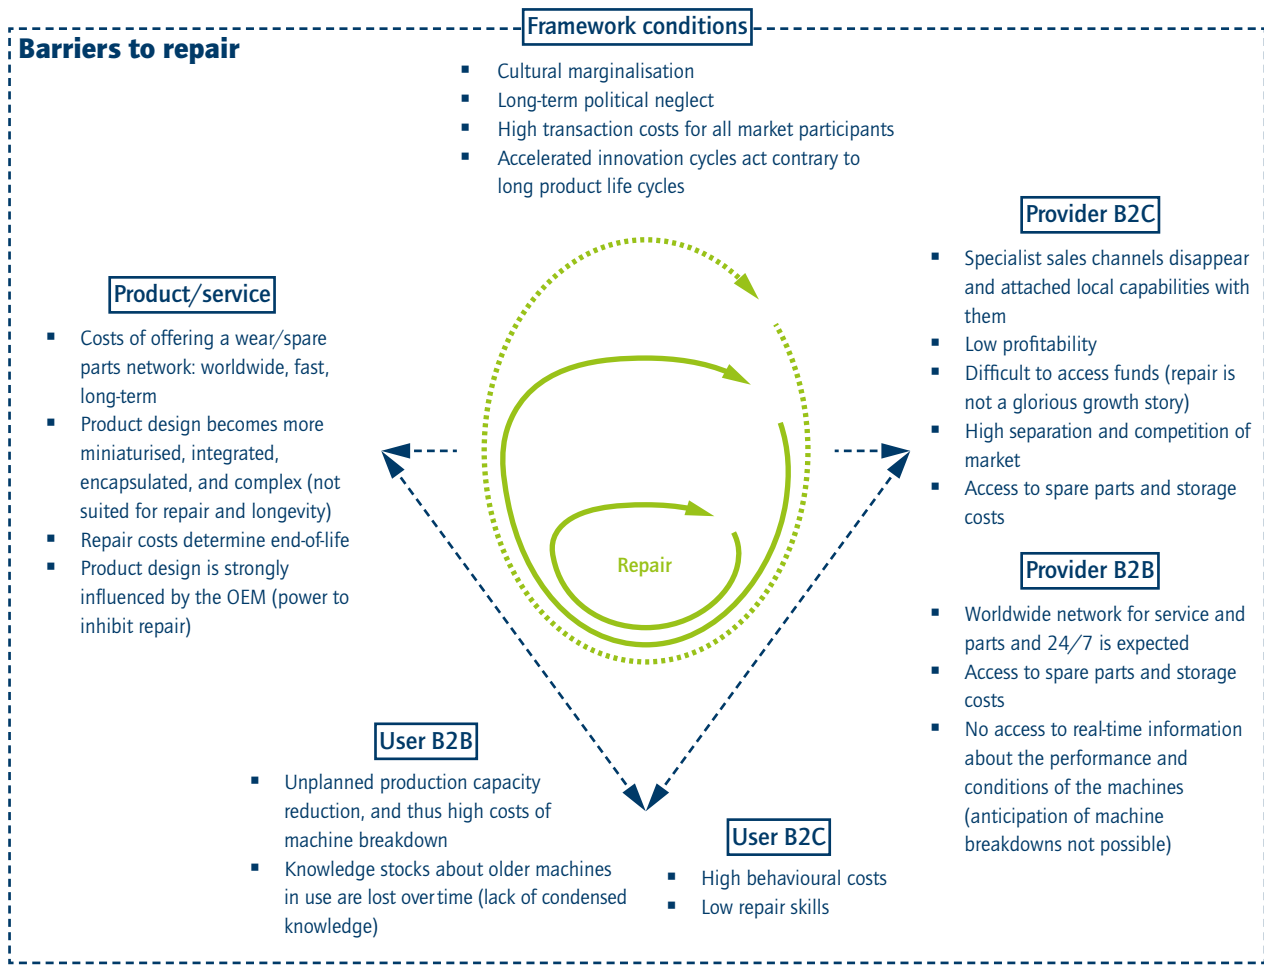 Framework conditions
Barriers to repair
▪ Cultural marginalisation
▪ Long-term political neglect
▪ High transaction costs for all market participants
▪ Accelerated innovation cycles act contrary to
long product life cycles
Product/service
▪ Costs of offering a wear/spare
parts network: worldwide, fast,
long-term
▪ Product design becomes more
miniaturised, integrated,
encapsulated, and complex (not
suited for repair and longevity)
▪ Repair costs determine end-of-life
▪ Product design is strongly
influenced by the OEM (power to
inhibit repair)
Repair
Provider B2C
▪ Specialist sales channels disappear
and attached local capabilities with
them
▪ Low profitability
▪ Difficult to access funds (repair is
not a glorious growth story)
▪ High separation and competition of
market
▪ Access to spare parts and storage
costs
Provider B2B
▪ Worldwide network for service and
parts and 24/7 is expected
▪ Access to spare parts and storage
costs
▪ No access to real-time information
about the performance and
conditions of the machines
(anticipation of machine
breakdowns not possible)
User B2B
▪ Unplanned production capacity
reduction, and thus high costs of
machine breakdown
▪ Knowledge stocks about older machines
in use are lost over time (lack of condensed
knowledge)
User B2C
▪ High behavioural costs
▪ Low repair skills